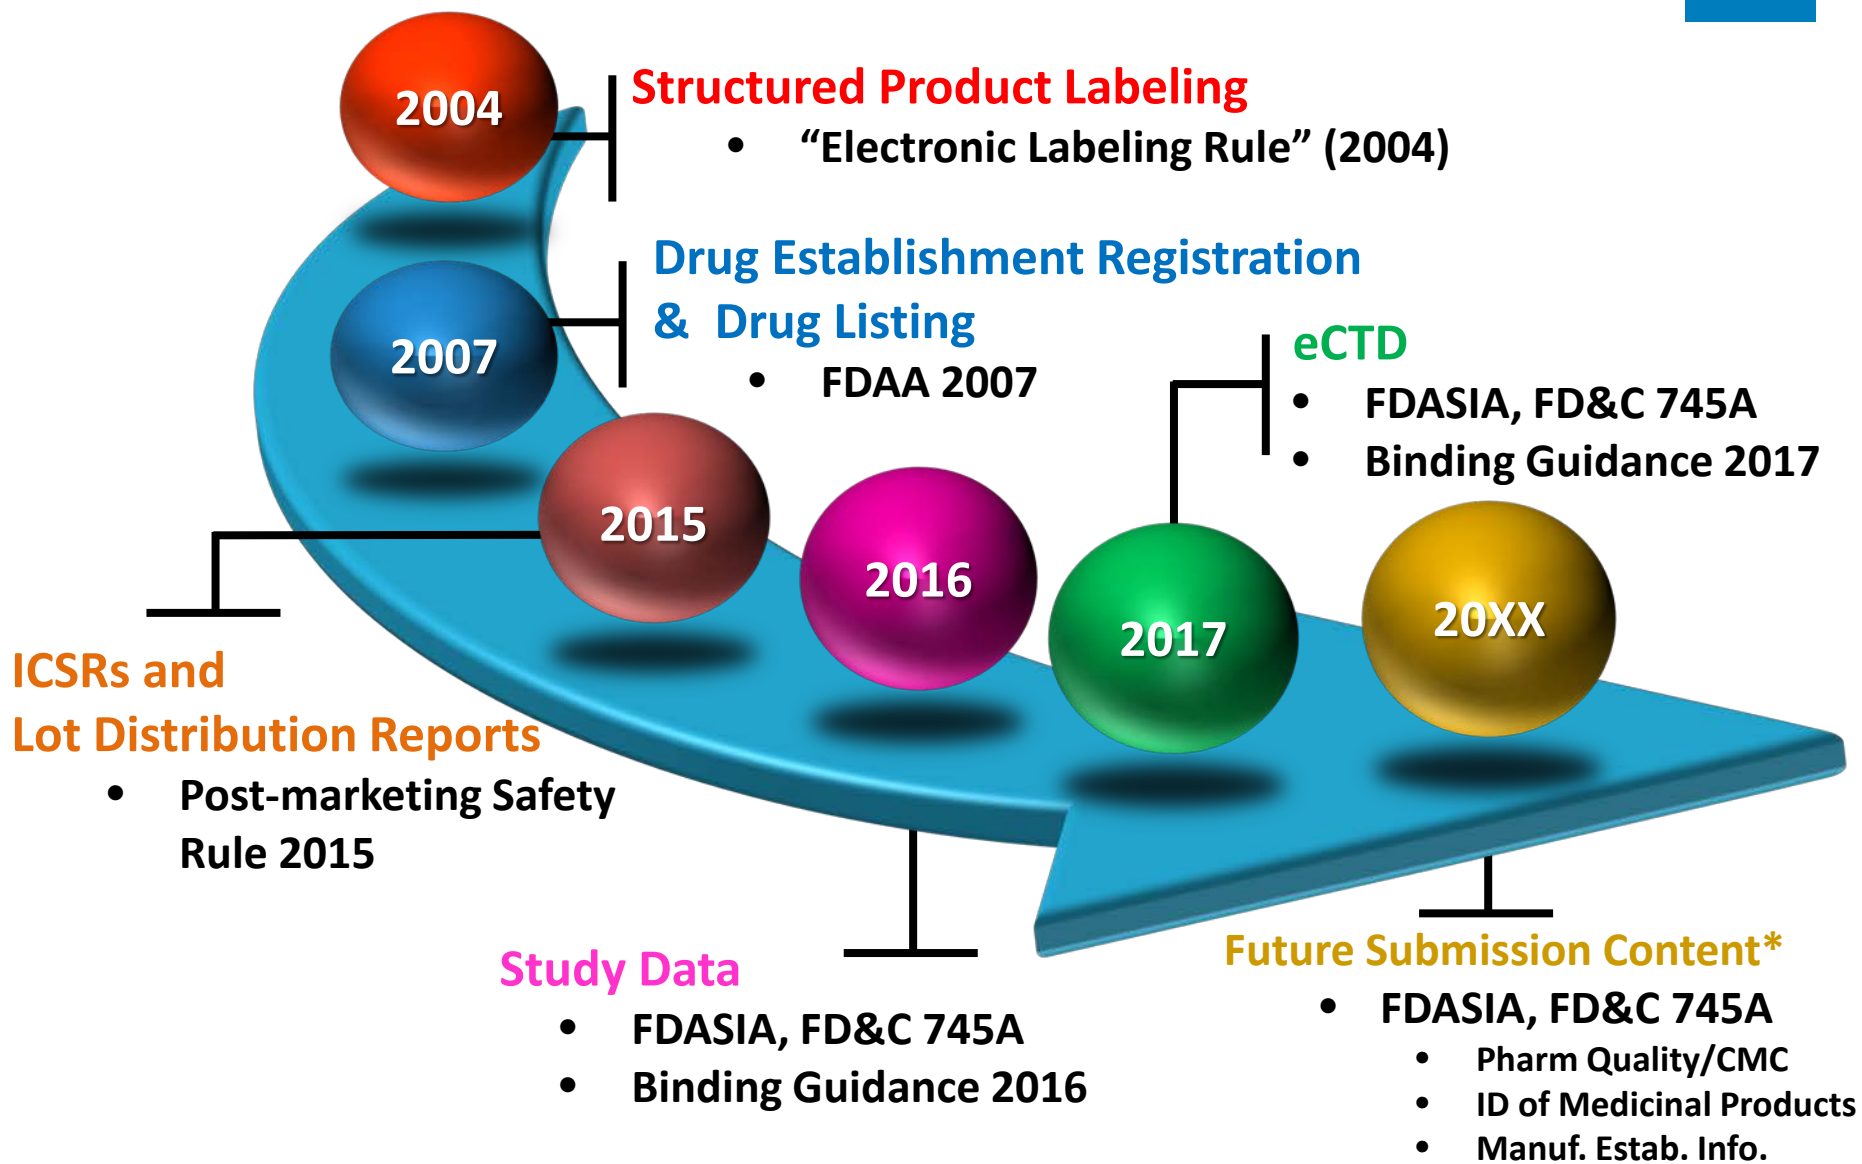 2004
Structured Product Labeling
• “Electronic Labeling Rule” (2004)
2007
Drug Establishment Registration
& Drug Listing
• FDAA 2007
2015
ICSRs and
Lot Distribution Reports
• Post-marketing Safety
Rule 2015
2016
Study Data
• FDASIA, FD&C 745A
• Binding Guidance 2016
2017
eCTD
• FDASIA, FD&C 745A
• Binding Guidance 2017
20XX
Future Submission Content*
• FDASIA, FD&C 745A
• Pharm Quality/CMC
• ID of Medicinal Products
• Manuf. Estab. Info.